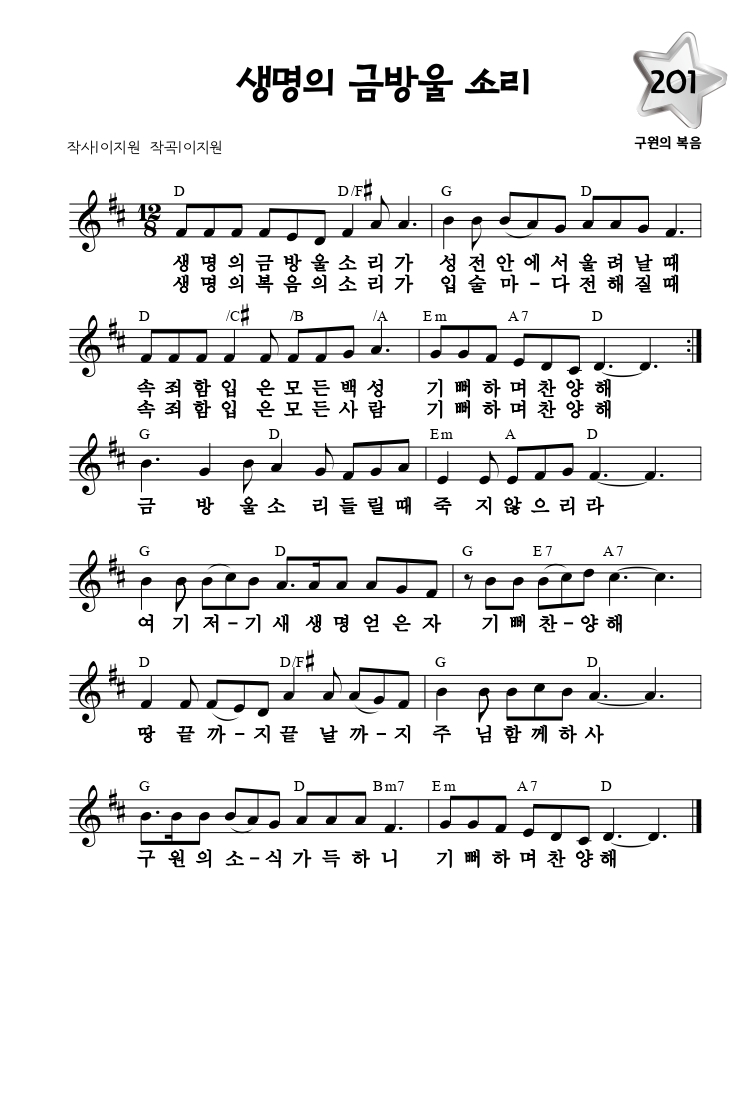 생명의 금방울 소리
201
구원의 복음
작사|이지원 작곡|이지원
D D/F# G D
12
8
생명의금방울소리가 성전안에서울려날때
생명의복음의소리가 입술마-다전해질때
D /C# /B /A Em A7 D
속죄함입은모든백성 기뻐하며찬양해
속죄함입은모든사람 기뻐하며찬양해
G D Em A D
금 방 울소 리들릴때 죽 지않으리라
G D G E7 A7
여 기저-기새 생명얻은자 기뻐찬-양해
D D/F# G D
땅 끝까-지끝 날까-지 주 님함께하사
G D Bm7 Em A7 D
구원의소-식가득하니 기뻐하며찬양해